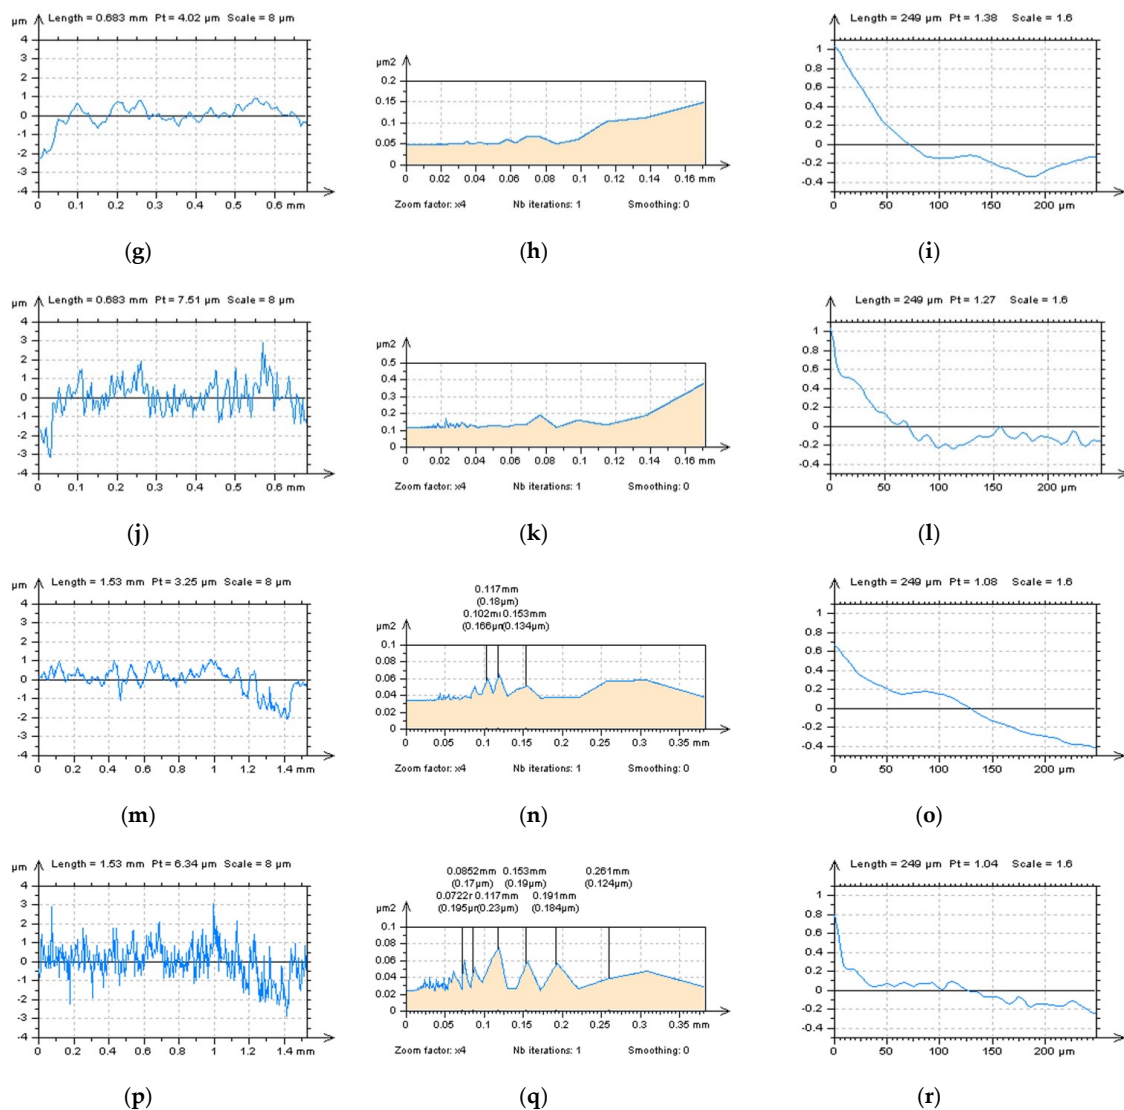 µm Length = 0.683 mm Pt = 4.02 µm Scale = 8 µm
4
3
2
1
0
-1
-2
-3
-4
0 0.1 0.2 0.3 0.4 0.5 0.6 mm
(g)
µm2
0.2
0.15
0.1
0.05
0
0 0.02 0.04 0.06 0.08 0.1 0.12 0.14 0.16 mm
Zoom factor: x4 Nb iterations: 1 Smoothing: 0
(h)
Length = 249 µm Pt = 1.38 Scale = 1.6
1
0.8
0.6
0.4
0.2
0
-0.2
-0.4
0 50 100 150 200 µm
(i)
µm Length = 0.683 mm Pt = 7.51 µm Scale = 8 µm
4
3
2
1
0
-1
-2
-3
-4
0 0.1 0.2 0.3 0.4 0.5 0.6 mm
(j)
µm2
0.5
0.4
0.3
0.2
0.1
0
0 0.02 0.04 0.06 0.08 0.1 0.12 0.14 0.16 mm
Zoom factor: x4 Nb iterations: 1 Smoothing: 0
(k)
Length = 249 µm Pt = 1.27 Scale = 1.6
1
0.8
0.6
0.4
0.2
0
-0.2
-0.4
0 50 100 150 200 µm
(l)
µm Length = 1.53 mm Pt = 3.25 µm Scale = 8 µm
4
3
2
1
0
-1
-2
-3
-4
0 0.2 0.4 0.6 0.8 1 1.2 1.4 mm
(m)
0.117mm
(0.18µm)
0.102m 0.153mm
(0.166µm (0.134µm)
µm2
0.1
0.08
0.06
0.04
0.02
0
0 0.05 0.1 0.15 0.2 0.25 0.3 0.35 mm
Zoom factor: x4 Nb iterations: 1 Smoothing: 0
(n)
Length = 249 µm Pt = 1.08 Scale = 1.6
1
0.8
0.6
0.4
0.2
0
-0.2
-0.4
0 50 100 150 200 µm
(o)
µm Length = 1.53 mm Pt = 6.34 µm Scale = 8 µm
4
3
2
1
0
-1
-2
-3
-4
0 0.2 0.4 0.6 0.8 1 1.2 1.4 mm
(p)
0.0852mm 0.153mm 0.261mm
(0.17µm) (0.19µm) (0.124µm)
0.0722r 0.117mm 0.191mm
(0.195µm (0.23µm) (0.184µm)
µm2
0.1
0.08
0.06
0.04
0.02
0
0 0.05 0.1 0.15 0.2 0.25 0.3 0.35 mm
Zoom factor: x4 Nb iterations: 1 Smoothing: 0
(q)
Length = 249 µm Pt = 1.04 Scale = 1.6
1
0.8
0.6
0.4
0.2
0
-0.2
-0.4
0 50 100 150 200 µm
(r)